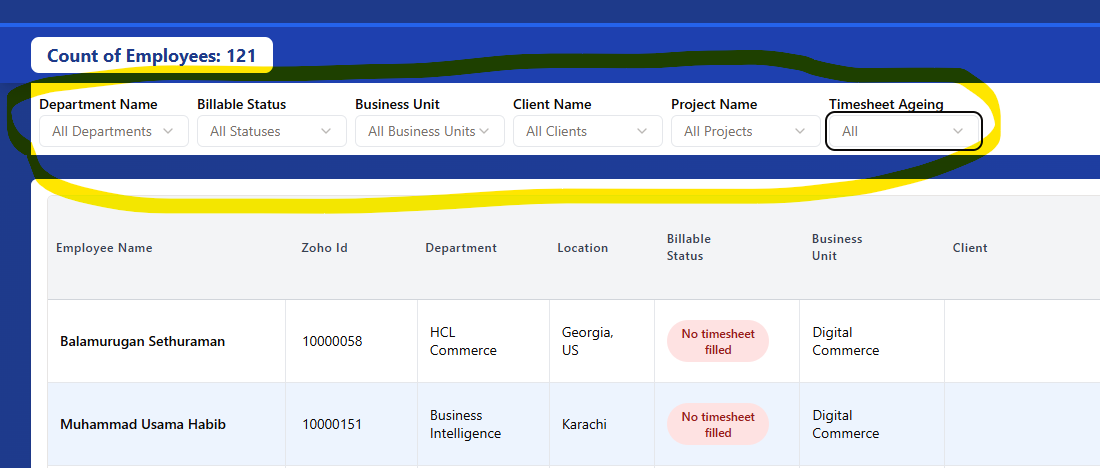 Count of Employees: 121
Department Name Billable Status Business Unit Client Name Project Name Timesheet Ageing
All Departments All Statuses All Business Units All Clients All Projects All
Employee Name Zoho Id Department Location Billable Status Business Unit Client
Balamurugan Sethuraman 10000058 HCL Commerce Georgia, US No timesheet filled Digital Commerce
Muhammad Usama Habib 10000151 Business Intelligence Karachi No timesheet filled Digital Commerce